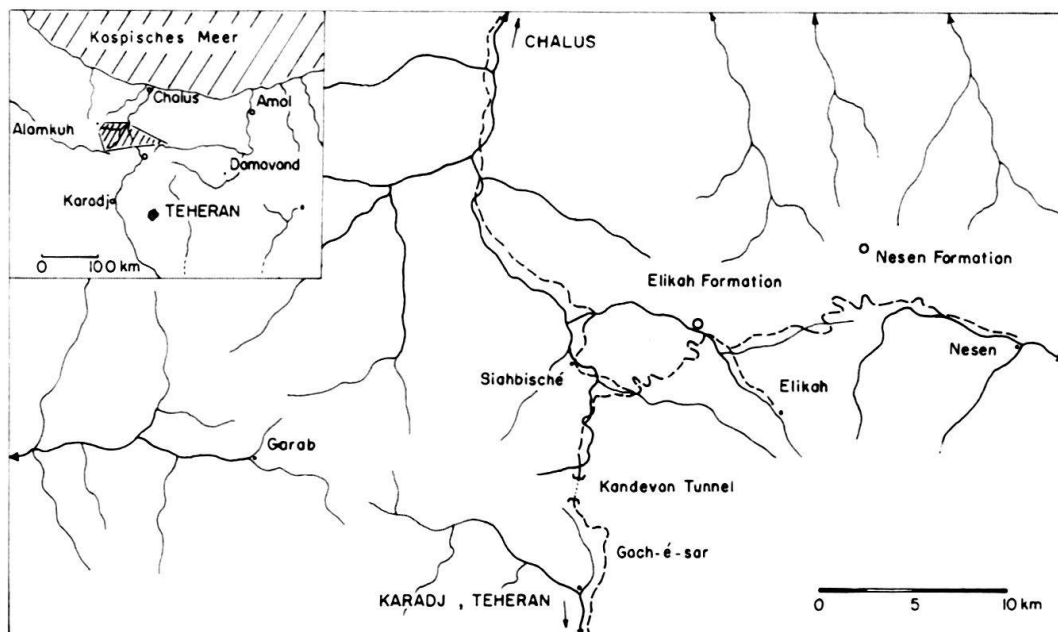 Kaspisches Meer
Chalus
Amol
Alamkuh
Damavand
Karadj
TEHERAN
0 100 km
CHALUS
Nesen Formation
Elikah Formation
Nesen
Siahbische
Elikah
Garab
Kandevan Tunnel
Gach-é-sar
KARADJ , TEHERAN
0 5 10 km